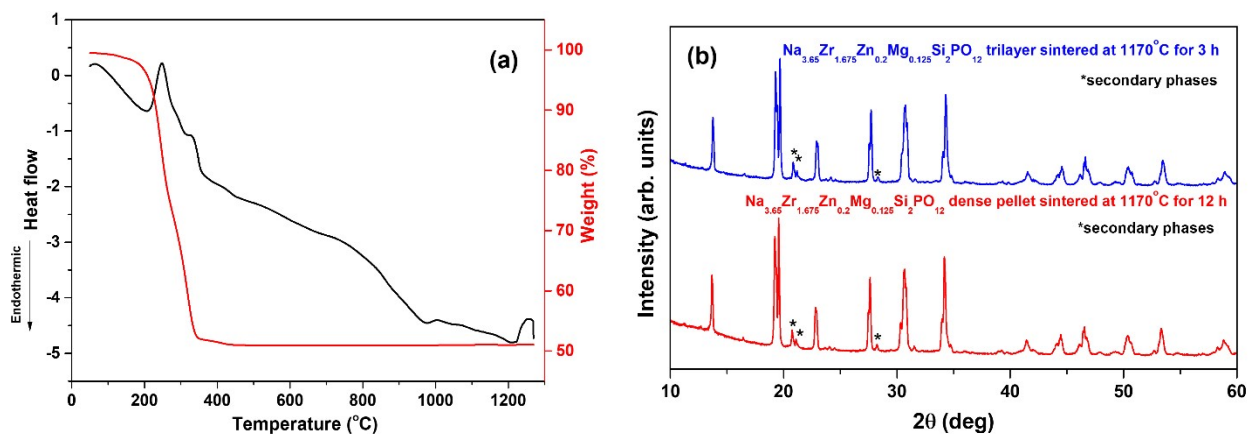 1
0
-1
-2
-3
-4
-5
Heat flow
Endothermic
(a)
100
90
80
70
60
50
Weight (%)
0 200 400 600 800 1000 1200
Temperature (°C)
(b)
Na3.65Zr1.675Zn0.2Mg0.125Si2PO12 trilayer sintered at 1170°C for 3 h
*secondary phases
* * *
Na3.65Zr1.675Zn0.2Mg0.125Si2PO12 dense pellet sintered at 1170°C for 12 h
*secondary phases
* * *
Intensity (arb. units)
10 20 30 40 50 60
2θ (deg)